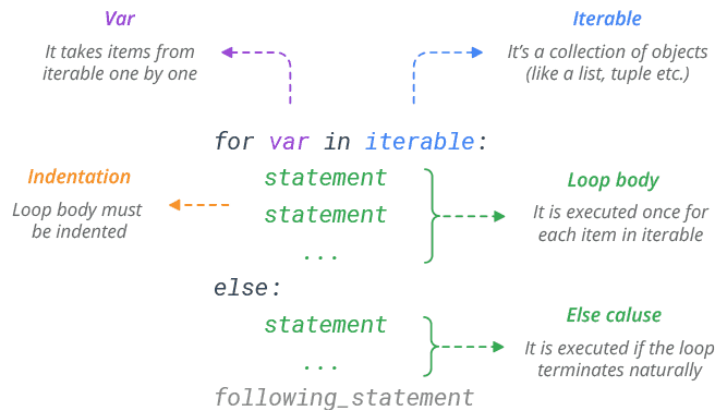 Var
It takes items from
iterable one by one
Iterable
It's a collection of objects
(like a list, tuple etc.)
for var in iterable:
statement
statement
...
else:
statement
...
following_statement
Indentation
Loop body must
be indented
Loop body
It is executed once for
each item in iterable
Else caluse
It is executed if the loop
terminates naturally